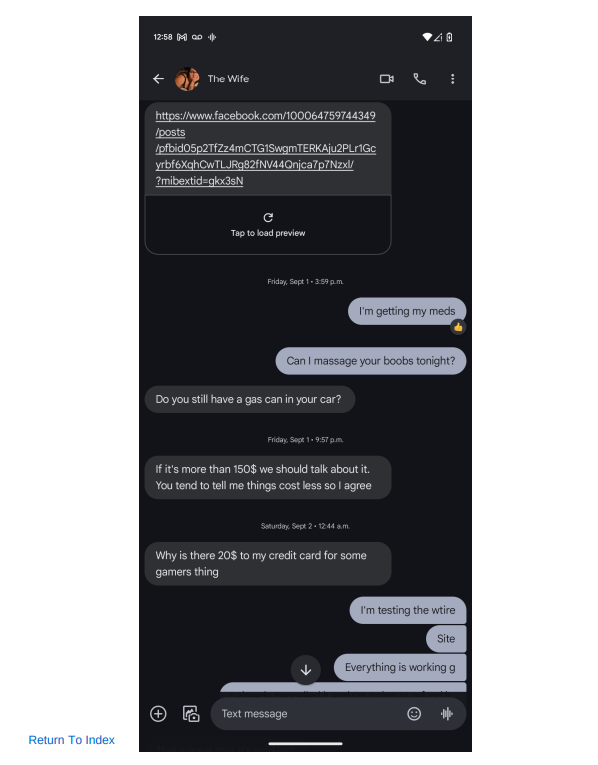 12:58
The Wife
https://www.facebook.com/100064759744349
/posts
/pfbid05p2TfZz4mCTG1SwgmTERKAju2PLr1Gc
yrbf6XqhCwTLJRg82fNV44Qnjca7p7Nzxl/
?mibextid=gkx3sN
Tap to load preview
Friday, Sept 1 • 3:59 p.m.
I'm getting my meds
Can I massage your boobs tonight?
Do you still have a gas can in your car?
Friday, Sept 1 • 9:57 p.m.
If it's more than 150$ we should talk about it.
You tend to tell me things cost less so I agree
Saturday, Sept 2 • 12:44 a.m.
Why is there 20$ to my credit card for some
gamers thing
I'm testing the wtire
Site
Everything is working g
Text message
Return To Index